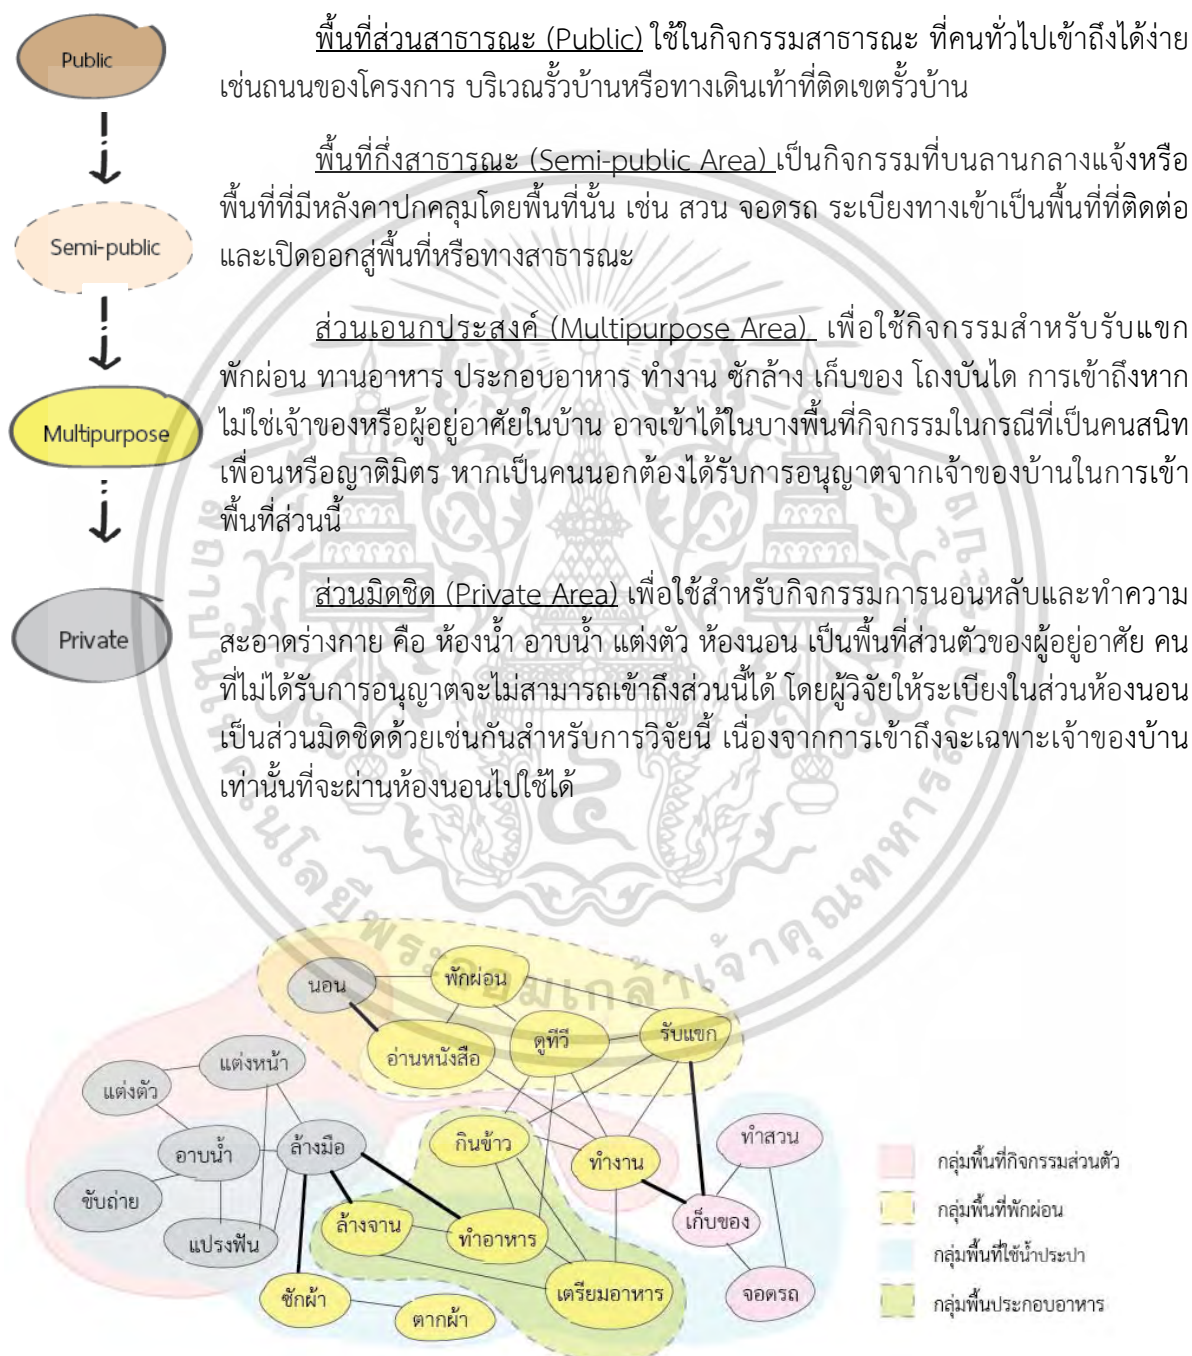 Public
พื้นที่ส่วนสาธารณะ (Public) ใช้ในกิจกรรมสาธารณะ ที่คนทั่วไปเข้าถึงได้ง่าย
เช่นถนนของโครงการ บริเวณรั้วบ้านหรือทางเดินเท้าที่ติดเขตรั้วบ้าน
Semi-public
พื้นที่กึ่งสาธารณะ (Semi-public Area) เป็นกิจกรรมที่บนลานกลางแจ้งหรือ
พื้นที่ที่มีหลังคาปกคลุมโดยพื้นที่นั้น เช่น สวน จอดรถ ระเบียงทางเข้าเป็นพื้นที่ที่ติดต่อ
และเปิดออกสู่พื้นที่หรือทางสาธารณะ
Multipurpose
ส่วนเอนกประสงค์ (Multipurpose Area) เพื่อใช้กิจกรรมสำหรับรับแขก
พักผ่อน ทานอาหาร ประกอบอาหาร ทำงาน ซักล้าง เก็บของ โถงบันได การเข้าถึงหาก
ไม่ใช่เจ้าของหรือผู้อยู่อาศัยในบ้าน อาจเข้าได้ในบางพื้นที่กิจกรรมในกรณีที่เป็นคนสนิท
เพื่อนหรือญาติมิตร หากเป็นคนนอกต้องได้รับการอนุญาตจากเจ้าของบ้านในการเข้า
พื้นที่ส่วนนี้
Private
ส่วนมิดชิด (Private Area) เพื่อใช้สำหรับกิจกรรมการนอนหลับและทำความ
สะอาดร่างกาย คือ ห้องน้ำ อาบน้ำ แต่งตัว ห้องนอน เป็นพื้นที่ส่วนตัวของผู้อยู่อาศัย คน
ที่ไม่ได้รับการอนุญาตจะไม่สามารถเข้าถึงส่วนนี้ได้ โดยผู้วิจัยให้ระเบียงในส่วนห้องนอน
เป็นส่วนมิดชิดด้วยเช่นกันสำหรับการวิจัยนี้ เนื่องจากการเข้าถึงจะเฉพาะเจ้าของบ้าน
เท่านั้นที่จะผ่านห้องนอนไปใช้ได้
สถาบันเทคโนโลยีพระจอมเกล้าเจ้าคุณทหารลาดกระบัง
นอน
พักผ่อน
อ่านหนังสือ
ดูทีวี
รับแขก
แต่งหน้า
แต่งตัว
อาบน้ำ
ล้างมือ
ขับถ่าย
แปรงฟัน
กินข้าว
ทำงาน
ทำสวน
ล้างจาน
ทำอาหาร
เก็บของ
ซักผ้า
ตากผ้า
เตรียมอาหาร
จอดรถ
กลุ่มพื้นที่กิจกรรมส่วนตัว
กลุ่มพื้นที่พักผ่อน
กลุ่มพื้นที่ใช้น้ำประปา
กลุ่มพื้นประกอบอาหาร